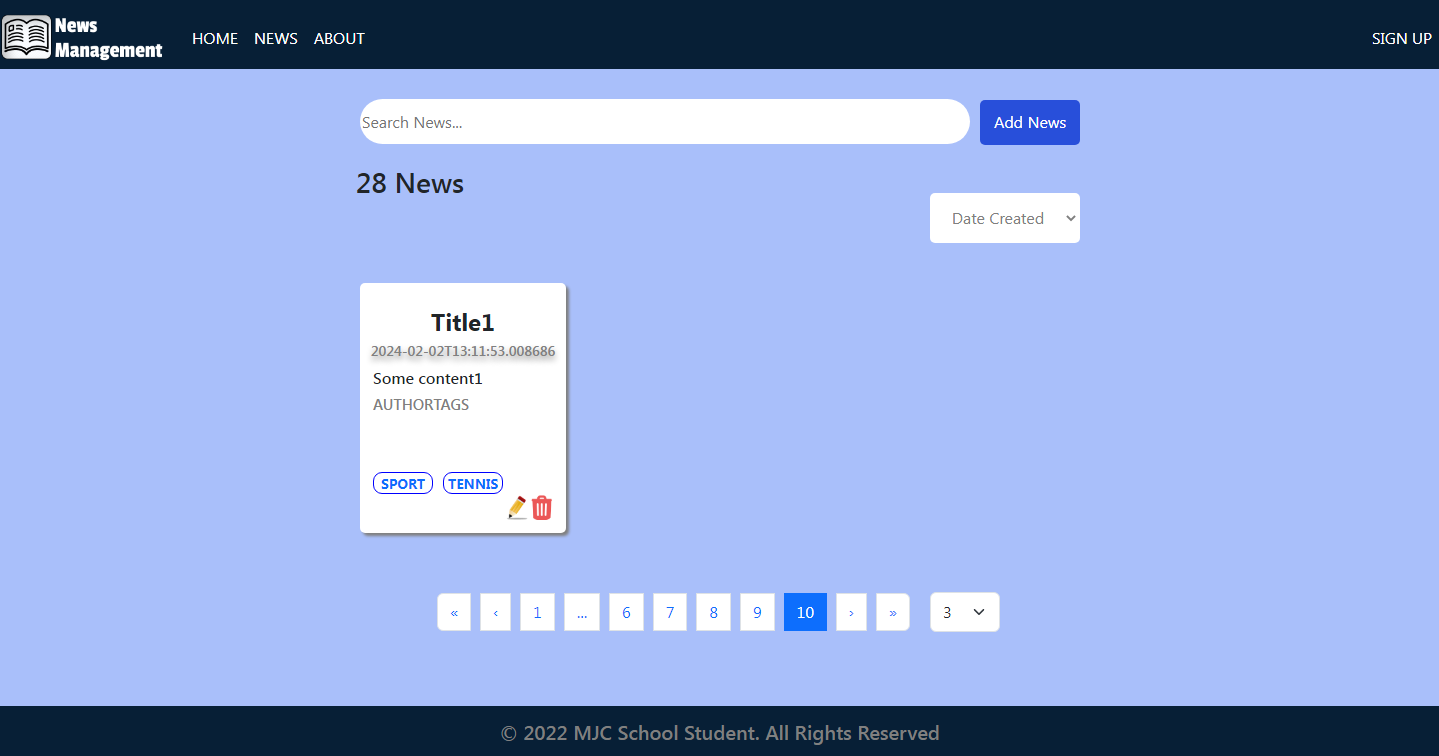 News
Management
HOME NEWS ABOUT SIGN UP
Search News... Add News
28 News
Date Created
Title1
2024-02-02T13:11:53.008686
Some content1
AUTHORTAGS
SPORT TENNIS
« ‹ 1 ... 6 7 8 9 10 › » 3
© 2022 MJC School Student. All Rights Reserved